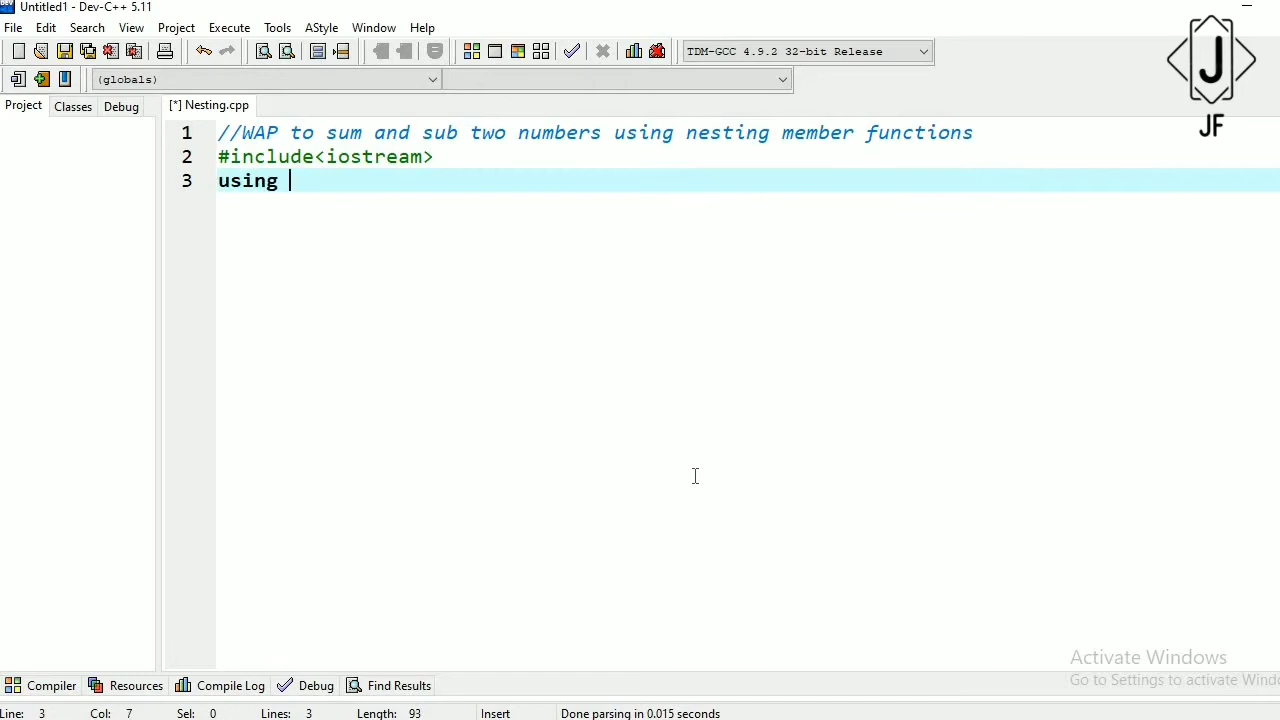 Untitled1 - Dev-C++ 5.11
File Edit Search View Project Execute Tools AStyle Window Help
TDM-GCC 4.9.2 32-bit Release
(globals)
Project Classes Debug [*] Nesting.cpp
1 //WAP to sum and sub two numbers using nesting member functions
2 #include<iostream>
3 using
J
JF
Activate Windows
Go to Settings to activate Windo
Compiler Resources Compile Log Debug Find Results
Line: 3 Col: 7 Sel: 0 Lines: 3 Length: 93 Insert Done parsing in 0.015 seconds